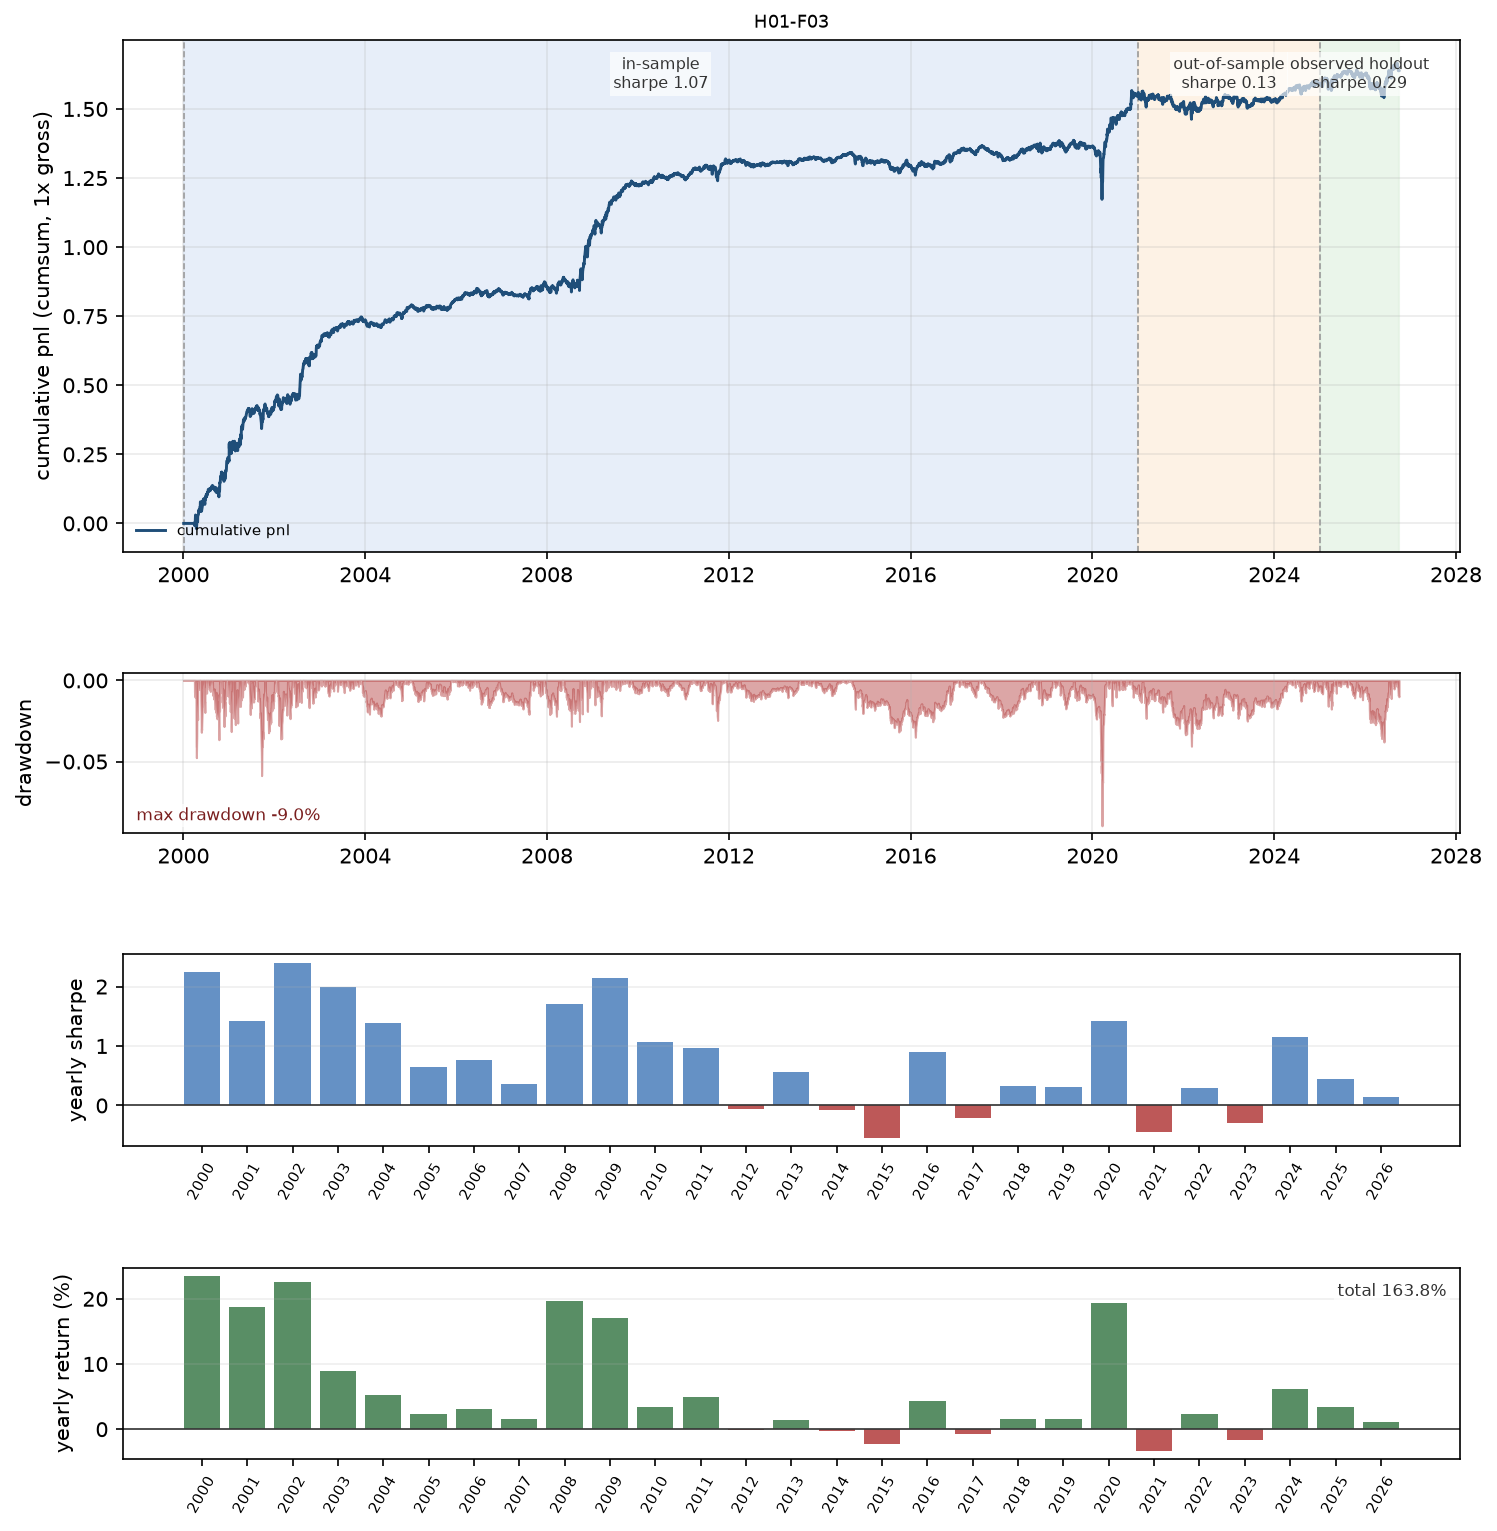 H01-F03
in-sample
sharpe 1.07
out-of-sample observed holdout
sharpe 0.13 sharpe 0.29
cumulative pnl (cumsum, 1x gross)
1.50
1.25
1.00
0.75
0.50
0.25
0.00
cumulative pnl
2000 2004 2008 2012 2016 2020 2024 2028
drawdown
0.00
−0.05
max drawdown -9.0%
2000 2004 2008 2012 2016 2020 2024 2028
yearly sharpe
2
1
0
2000 2001 2002 2003 2004 2005 2006 2007 2008 2009 2010 2011 2012 2013 2014 2015 2016 2017 2018 2019 2020 2021 2022 2023 2024 2025 2026
yearly return (%)
total 163.8%
20
10
0
2000 2001 2002 2003 2004 2005 2006 2007 2008 2009 2010 2011 2012 2013 2014 2015 2016 2017 2018 2019 2020 2021 2022 2023 2024 2025 2026